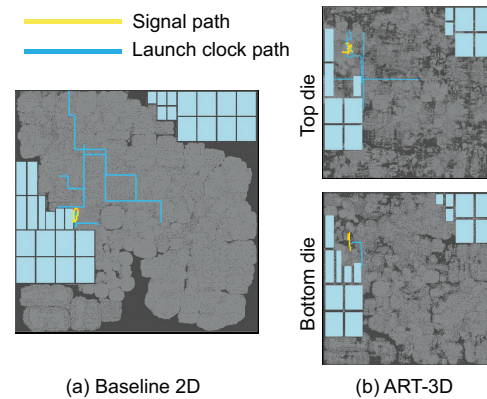 Signal path
Launch clock path
Top die
Bottom die
(a) Baseline 2D
(b) ART-3D